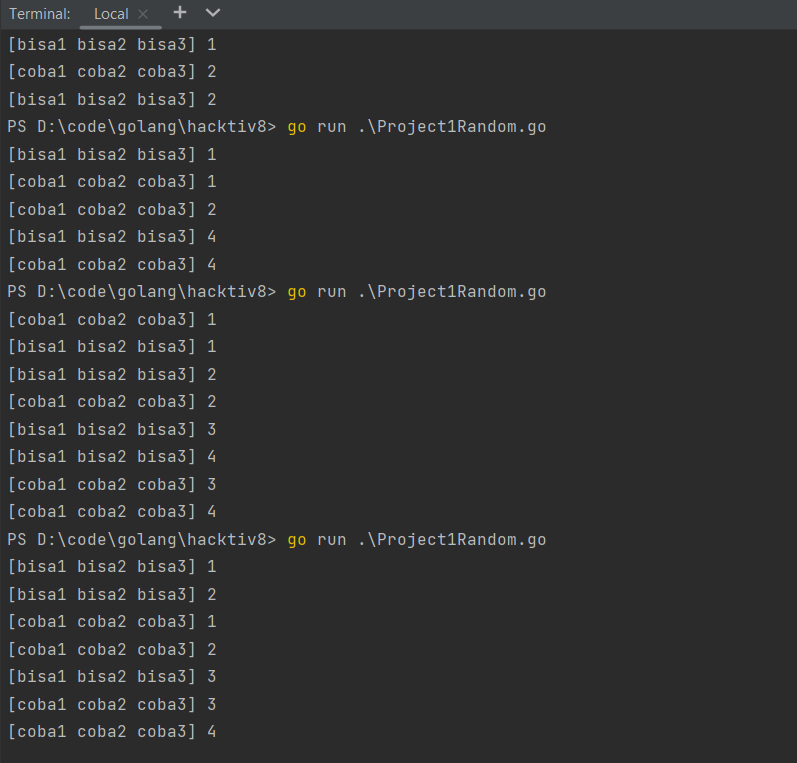 Terminal: Local × + ⌄
[bisa1 bisa2 bisa3] 1
[coba1 coba2 coba3] 2
[bisa1 bisa2 bisa3] 2
PS D:\code\golang\hacktiv8> go run .\Project1Random.go
[bisa1 bisa2 bisa3] 1
[coba1 coba2 coba3] 1
[coba1 coba2 coba3] 2
[bisa1 bisa2 bisa3] 4
[coba1 coba2 coba3] 4
PS D:\code\golang\hacktiv8> go run .\Project1Random.go
[coba1 coba2 coba3] 1
[bisa1 bisa2 bisa3] 1
[bisa1 bisa2 bisa3] 2
[coba1 coba2 coba3] 2
[bisa1 bisa2 bisa3] 3
[bisa1 bisa2 bisa3] 4
[coba1 coba2 coba3] 3
[coba1 coba2 coba3] 4
PS D:\code\golang\hacktiv8> go run .\Project1Random.go
[bisa1 bisa2 bisa3] 1
[bisa1 bisa2 bisa3] 2
[coba1 coba2 coba3] 1
[coba1 coba2 coba3] 2
[bisa1 bisa2 bisa3] 3
[coba1 coba2 coba3] 3
[coba1 coba2 coba3] 4